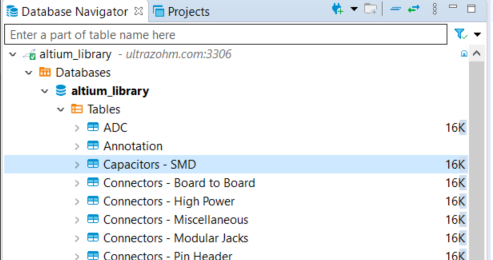 Database Navigator Projects
Enter a part of table name here
altium_library - ultrazohm.com:3306
Databases
altium_library
Tables
ADC 16K
Annotation
Capacitors - SMD 16K
Connectors - Board to Board 16K
Connectors - High Power 16K
Connectors - Miscellaneous 16K
Connectors - Modular Jacks 16K
Connectors - Pin Header 16K